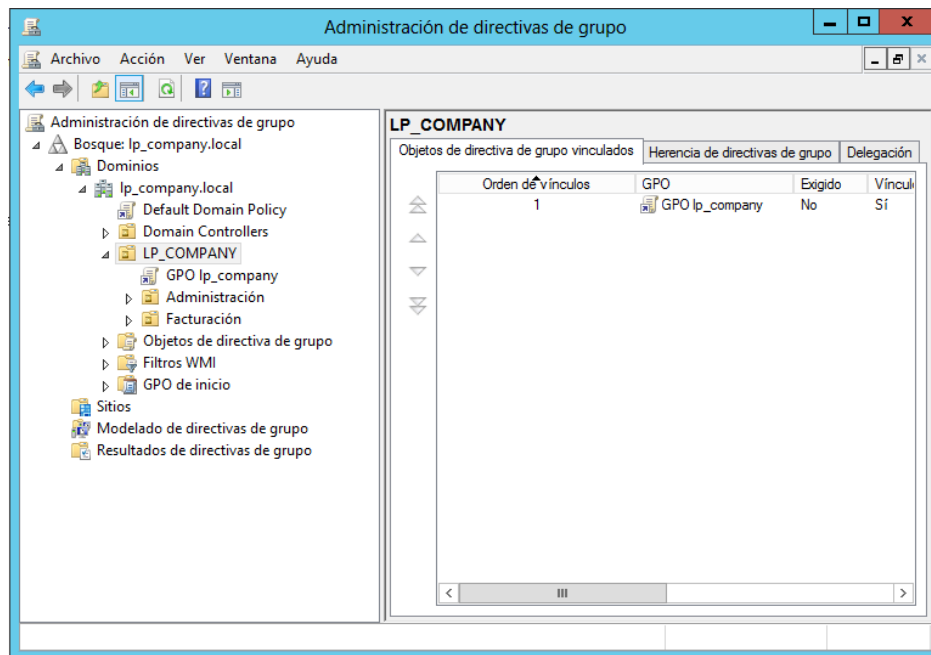 Administración de directivas de grupo
Archivo Acción Ver Ventana Ayuda
Administración de directivas de grupo
Bosque: lp_company.local
Dominios
lp_company.local
Default Domain Policy
Domain Controllers
LP_COMPANY
GPO lp_company
Administración
Facturación
Objetos de directiva de grupo
Filtros WMI
GPO de inicio
Sitios
Modelado de directivas de grupo
Resultados de directivas de grupo
LP_COMPANY
Objetos de directiva de grupo vinculados Herencia de directivas de grupo Delegación
Orden de vínculos GPO Exigido Víncul
1 GPO lp_company No Sí